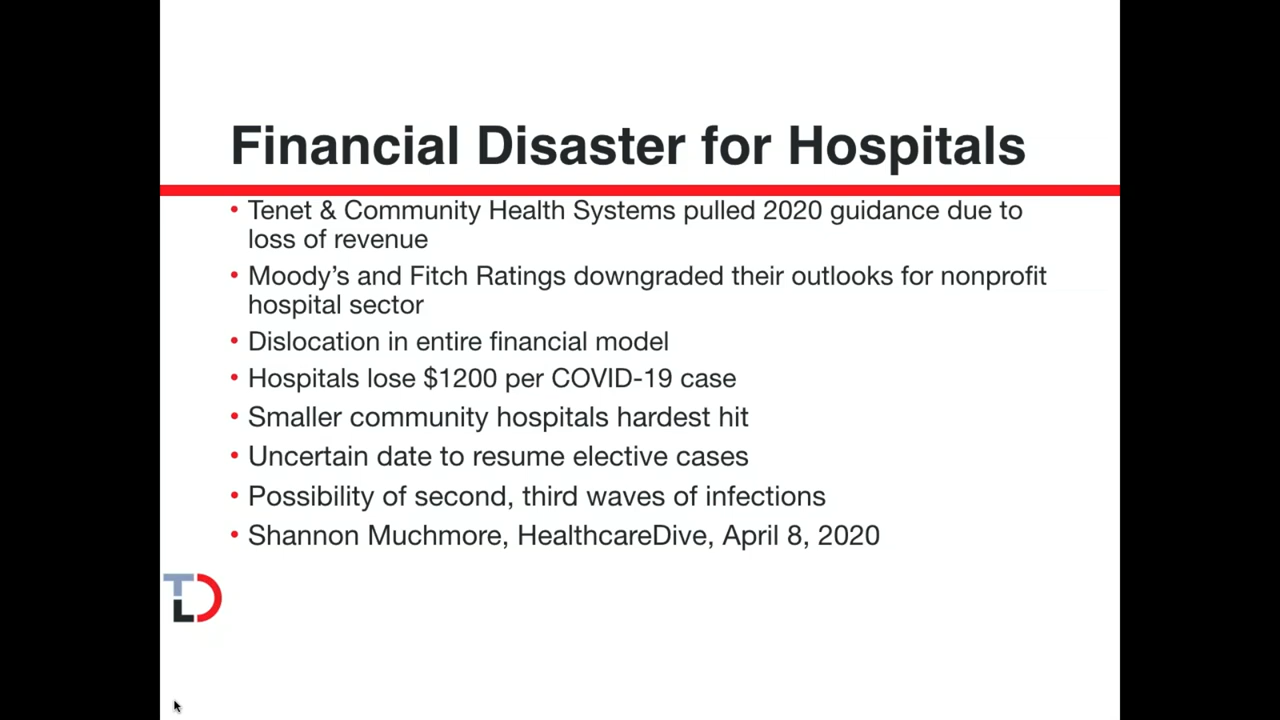 Financial Disaster for Hospitals
• Tenet & Community Health Systems pulled 2020 guidance due to
loss of revenue
• Moody’s and Fitch Ratings downgraded their outlooks for nonprofit
hospital sector
• Dislocation in entire financial model
• Hospitals lose $1200 per COVID-19 case
• Smaller community hospitals hardest hit
• Uncertain date to resume elective cases
• Possibility of second, third waves of infections
• Shannon Muchmore, HealthcareDive, April 8, 2020
TLD